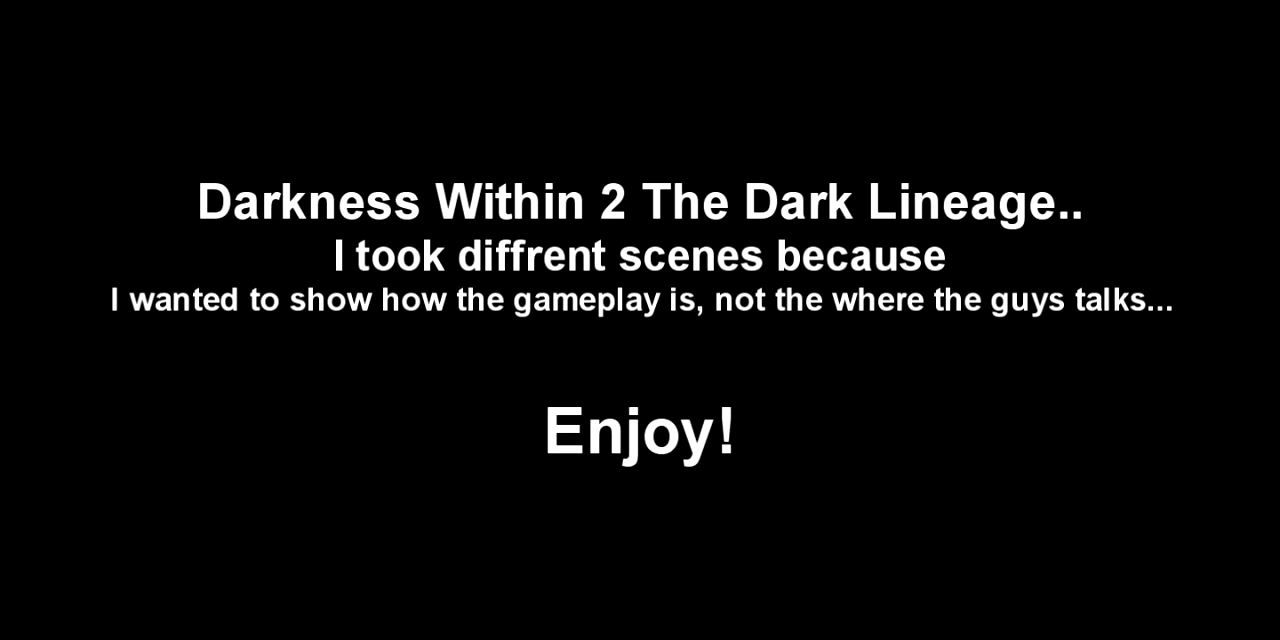 Darkness Within 2 The Dark Lineage..
I took diffrent scenes because
I wanted to show how the gameplay is, not the where the guys talks...
Enjoy!